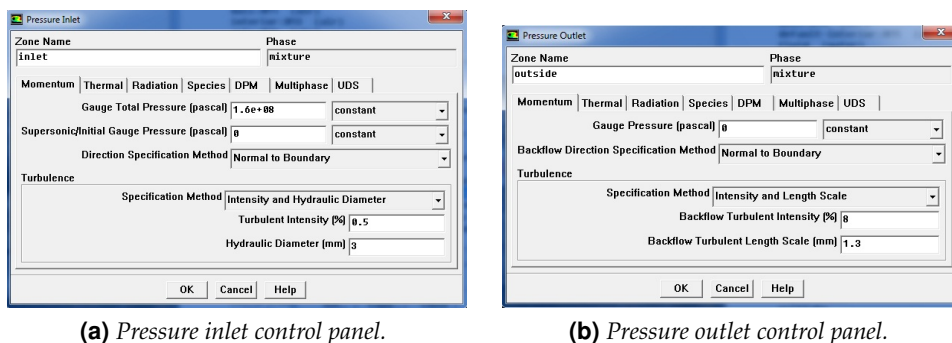 Pressure Inlet
Zone Name Phase
inlet mixture
Momentum Thermal Radiation Species DPM Multiphase UDS
Gauge Total Pressure (pascal) 1.6e+08 constant
Supersonic/Initial Gauge Pressure (pascal) 0 constant
Direction Specification Method Normal to Boundary
Turbulence
Specification Method Intensity and Hydraulic Diameter
Turbulent Intensity (%) 0.5
Hydraulic Diameter (mm) 3
OK Cancel Help
(a) Pressure inlet control panel.
Pressure Outlet
Zone Name Phase
outside mixture
Momentum Thermal Radiation Species DPM Multiphase UDS
Gauge Pressure (pascal) 0 constant
Backflow Direction Specification Method Normal to Boundary
Turbulence
Specification Method Intensity and Length Scale
Backflow Turbulent Intensity (%) 8
Backflow Turbulent Length Scale (mm) 1.3
OK Cancel Help
(b) Pressure outlet control panel.